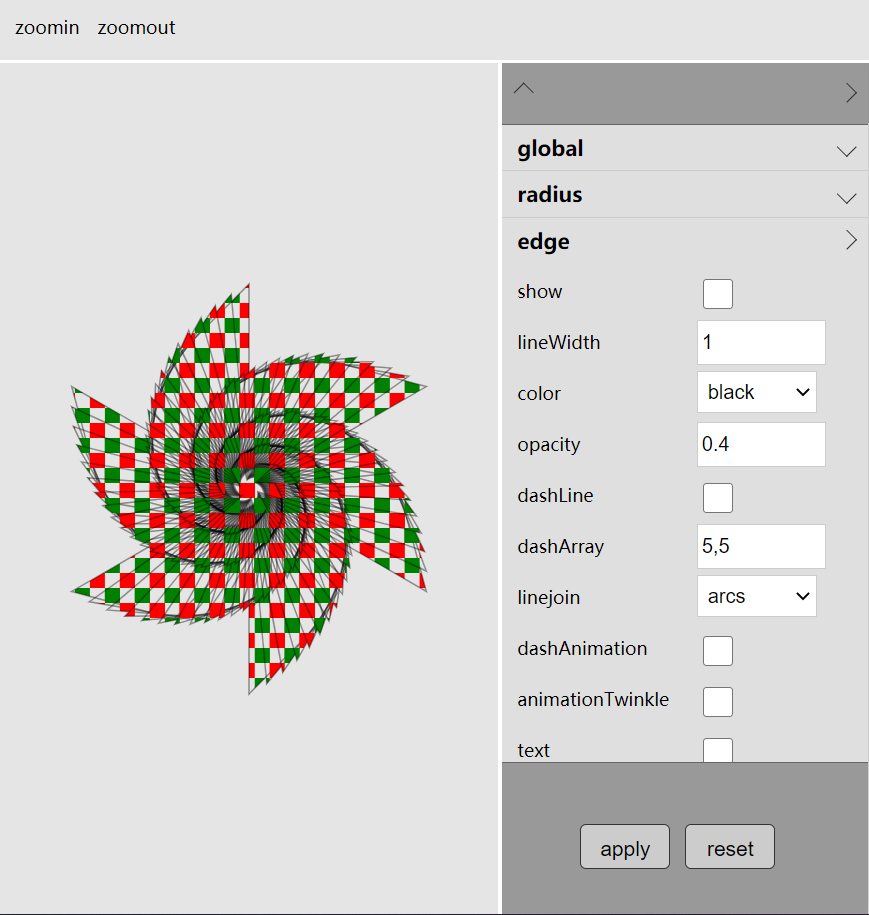 zoomin zoomout
global
radius
edge
show
lineWidth 1
color black
opacity 0.4
dashLine
dashArray 5,5
linejoin arcs
dashAnimation
animationTwinkle
text
apply reset